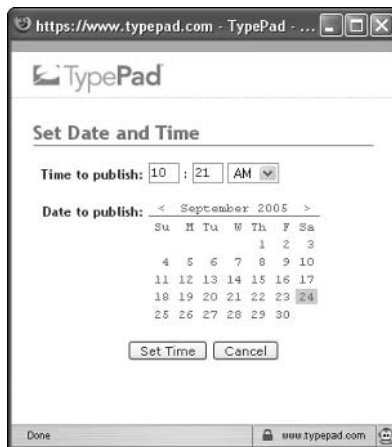 https://www.typepad.com - TypePad - ...
TypePad
Set Date and Time
Time to publish: 10 : 21 AM
Date to publish: < September 2005 >
Su M Tu W Th F Sa
1 2 3
4 5 6 7 8 9 10
11 12 13 14 15 16 17
18 19 20 21 22 23 24
25 26 27 28 29 30
Set Time Cancel
Done www.typepad.com